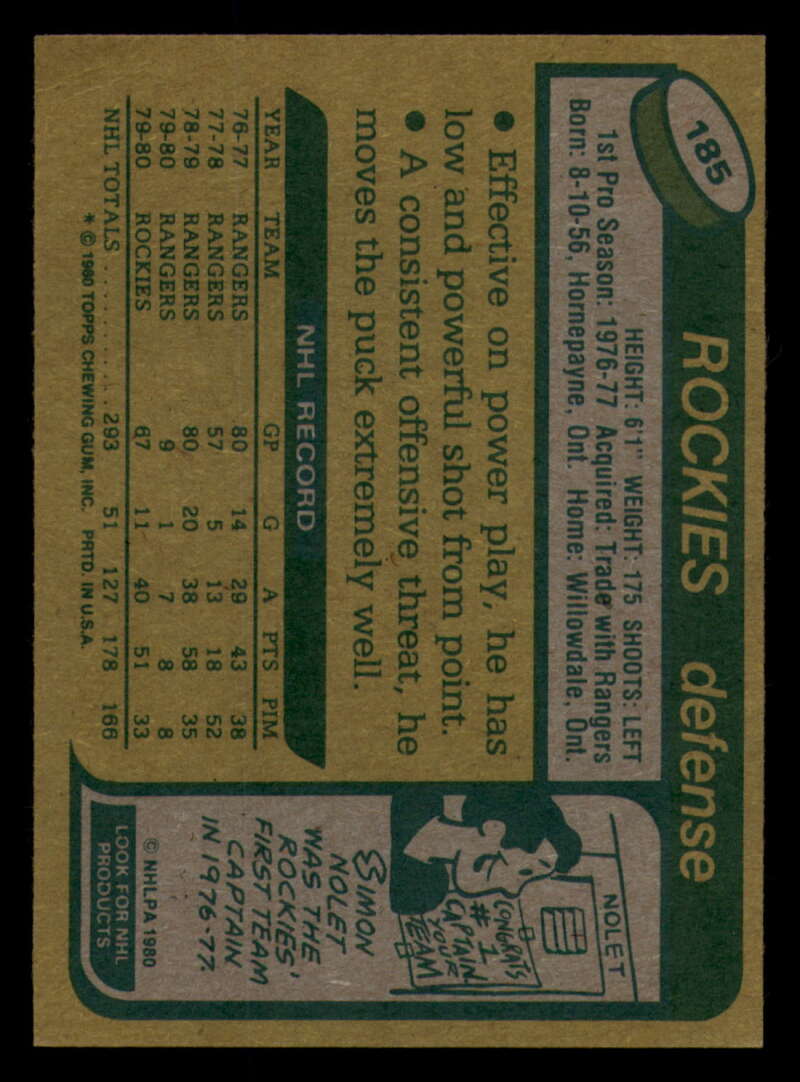 185
ROCKIES defense
HEIGHT: 6'1" WEIGHT: 175 SHOOTS: LEFT
1st Pro Season: 1976-77 Acquired: Trade with Rangers
Born: 8-10-56, Hornepayne, Ont. Home: Willowdale, Ont.
● Effective on power play, he has
low and powerful shot from point.
● A consistent offensive threat, he
moves the puck extremely well.
NHL RECORD
YEAR TEAM GP G A PTS PIM
76-77 RANGERS 80 14 29 43 38
77-78 RANGERS 57 5 13 18 52
78-79 RANGERS 80 20 38 58 35
79-80 RANGERS 9 1 7 8 8
79-80 ROCKIES 67 11 40 51 33
NHL TOTALS .......... 293 51 127 178 166
* © 1980 TOPPS CHEWING GUM, INC. PRTD. IN U.S.A.
NOLET
CONGRATS
# 1
CAPTAIN
YOUR
TEAM
SIMON
NOLET
WAS THE
ROCKIES'
FIRST TEAM
CAPTAIN
IN 1976-77.
© NHLPA 1980
LOOK FOR NHL
PRODUCTS